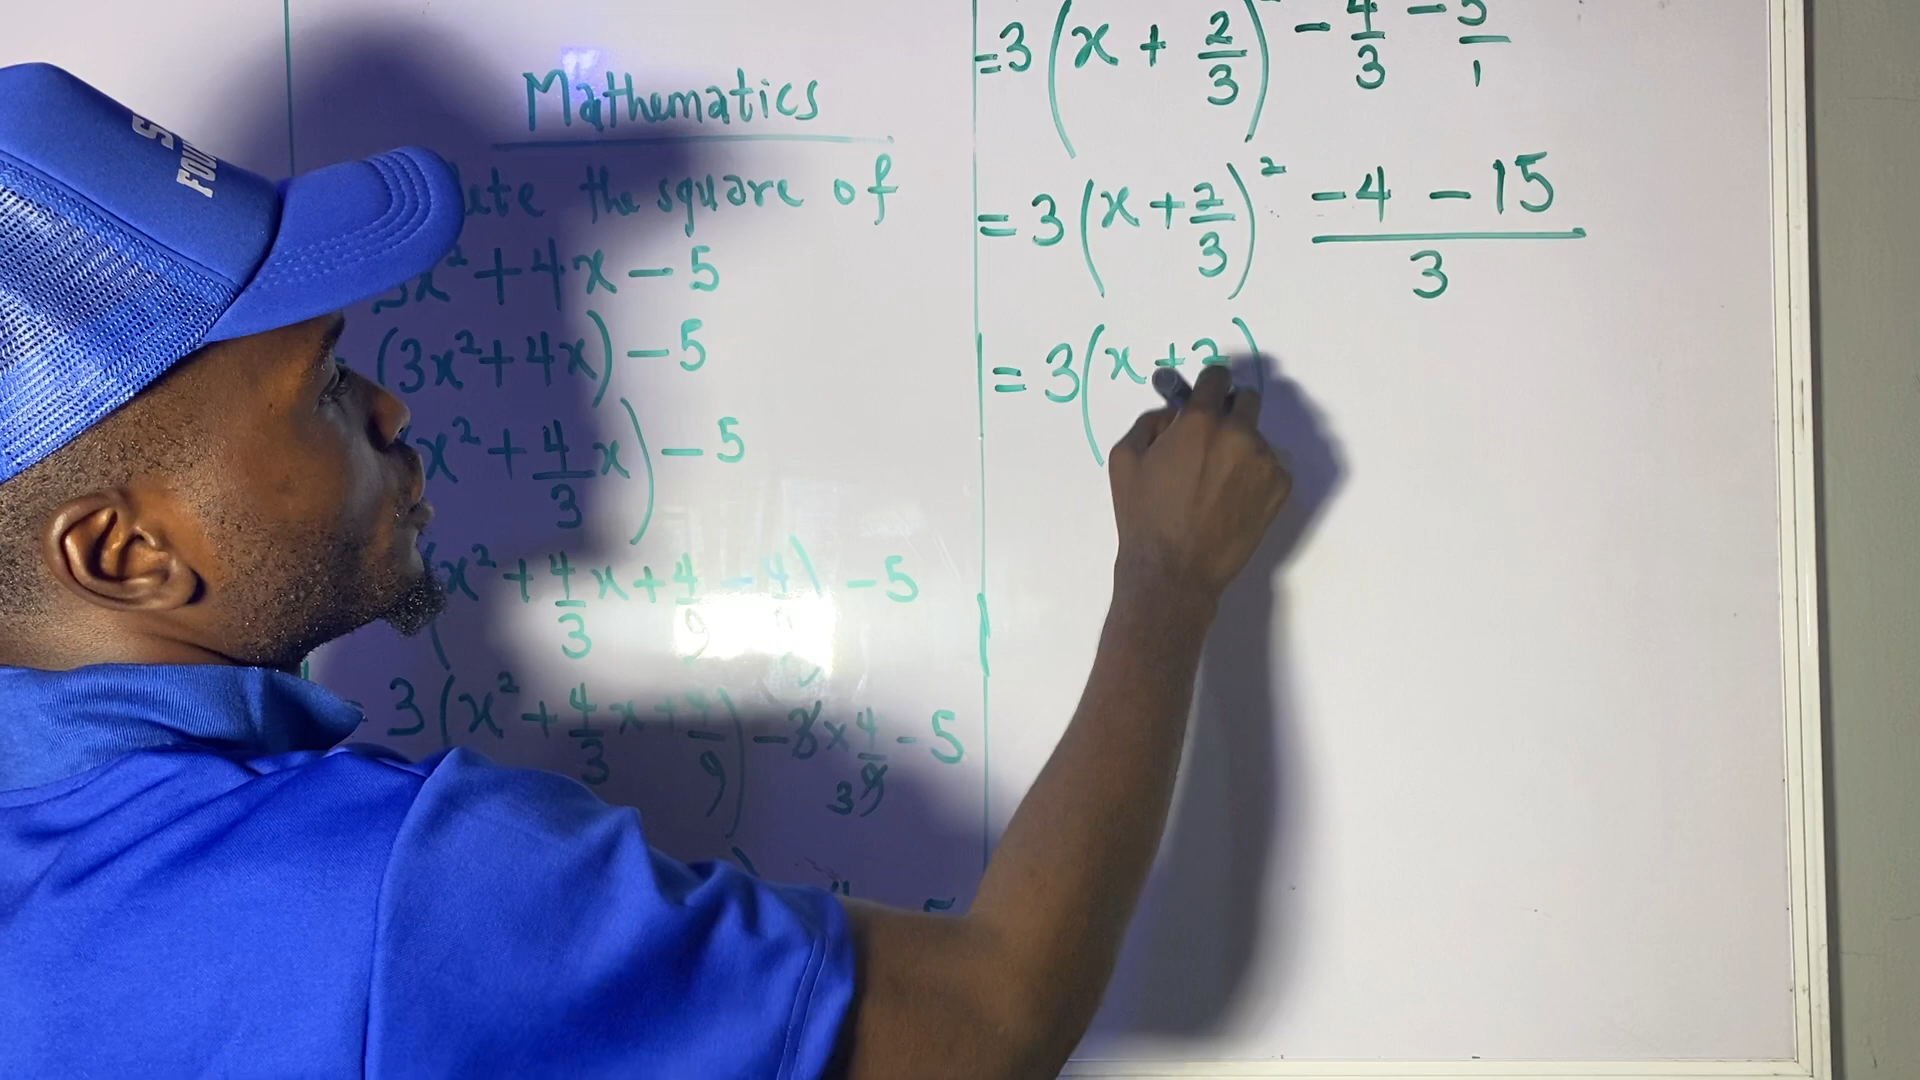 Mathematics
the square of
3x² + 4x - 5
= (3x² + 4x) - 5
x² + 4/3 x) - 5
(x² + 4/3 x + 4/9 - 4/9) - 5
= 3(x² + 4/3 x + 4/9) - 3 × 4/9 - 5
3
= 3(x + 2/3)² - 4/3 - 5/1
= 3(x + 2/3)² (-4 - 15)/3
= 3(x + 2)